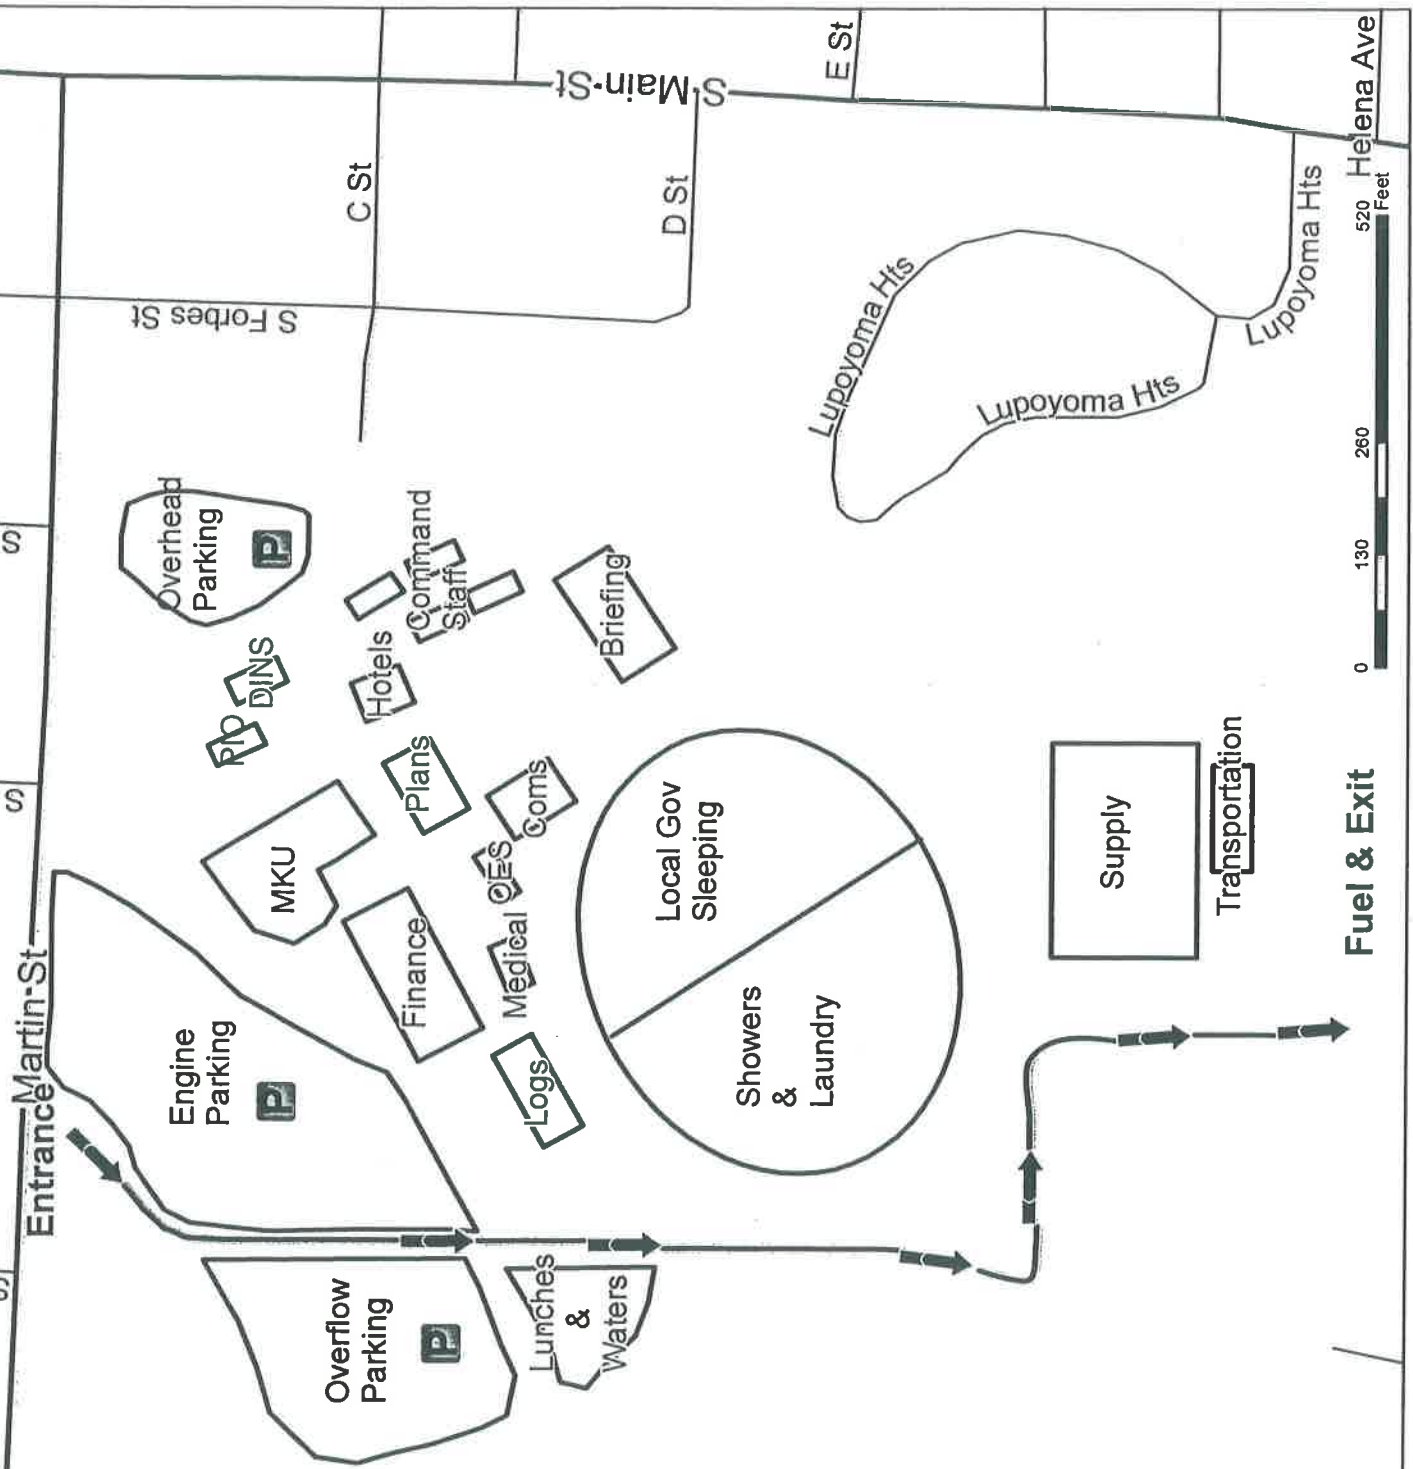 Entrance
Martin-St
S
S
S
Overflow
Parking
P
Engine
Parking
P
Overhead
Parking
P
PIO
DINS
MKU
Hotels
Command
Staff
Plans
Finance
Coms
OES
Medical
Logs
Briefing
Lunches
&
Waters
Local Gov
Sleeping
Showers
&
Laundry
Supply
Transportation
Fuel & Exit
S Forbes St
C St
D St
S Main-St
E St
Lupoyoma Hts
Lupoyoma Hts
Lupoyoma Hts
Helena Ave
0 130 260 520
Feet